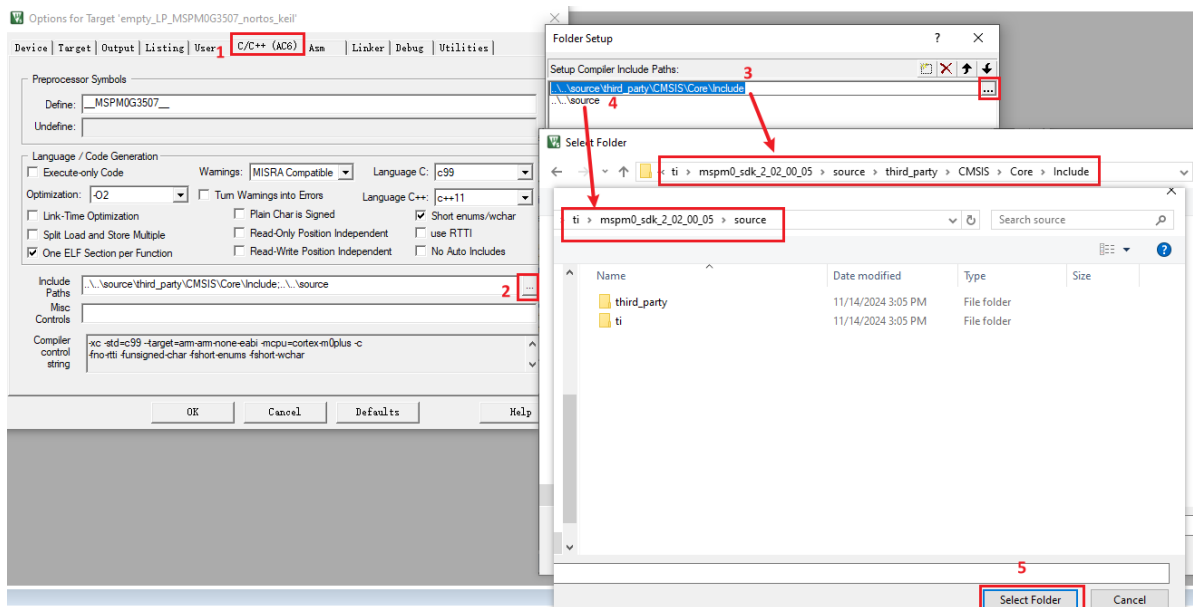 Options for Target 'empty_LP_MSPM0G3507_nortos_keil'
Device | Target | Output | Listing | User | C/C++ (AC6) | Asm | Linker | Debug | Utilities
1
Preprocessor Symbols
Define: __MSPM0G3507__
Undefine:
Language / Code Generation
Execute-only Code
Warnings: MISRA Compatible
Language C: c99
Optimization: -O2
Turn Warnings into Errors
Language C++: c++11
Link-Time Optimization
Plain Char is Signed
Short enums/wchar
Split Load and Store Multiple
Read-Only Position Independent
use RTTI
One ELF Section per Function
Read-Write Position Independent
No Auto Includes
Include Paths
..\..\source\third_party\CMSIS\Core\Include;..\..\source
2
...
Misc Controls
Compiler control string
-xc -std=c99 --target=arm-arm-none-eabi -mcpu=cortex-m0plus -c
-fno-rtti -funsigned-char -fshort-enums -fshort-wchar
OK
Cancel
Defaults
Help
Folder Setup
?
Setup Compiler Include Paths:
3
..\..\source\third_party\CMSIS\Core\Include
...
..\..\source
4
Select Folder
« ti > mspm0_sdk_2_02_00_05 > source > third_party > CMSIS > Core > Include
ti > mspm0_sdk_2_02_00_05 > source
Search source
Name
Date modified
Type
Size
third_party
11/14/2024 3:05 PM
File folder
ti
11/14/2024 3:05 PM
File folder
5
Select Folder
Cancel